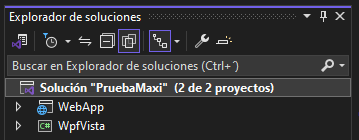 Explorador de soluciones
Buscar en Explorador de soluciones (Ctrl+´)
Solución "PruebaMaxi" (2 de 2 proyectos)
WebApp
C# WpfVista